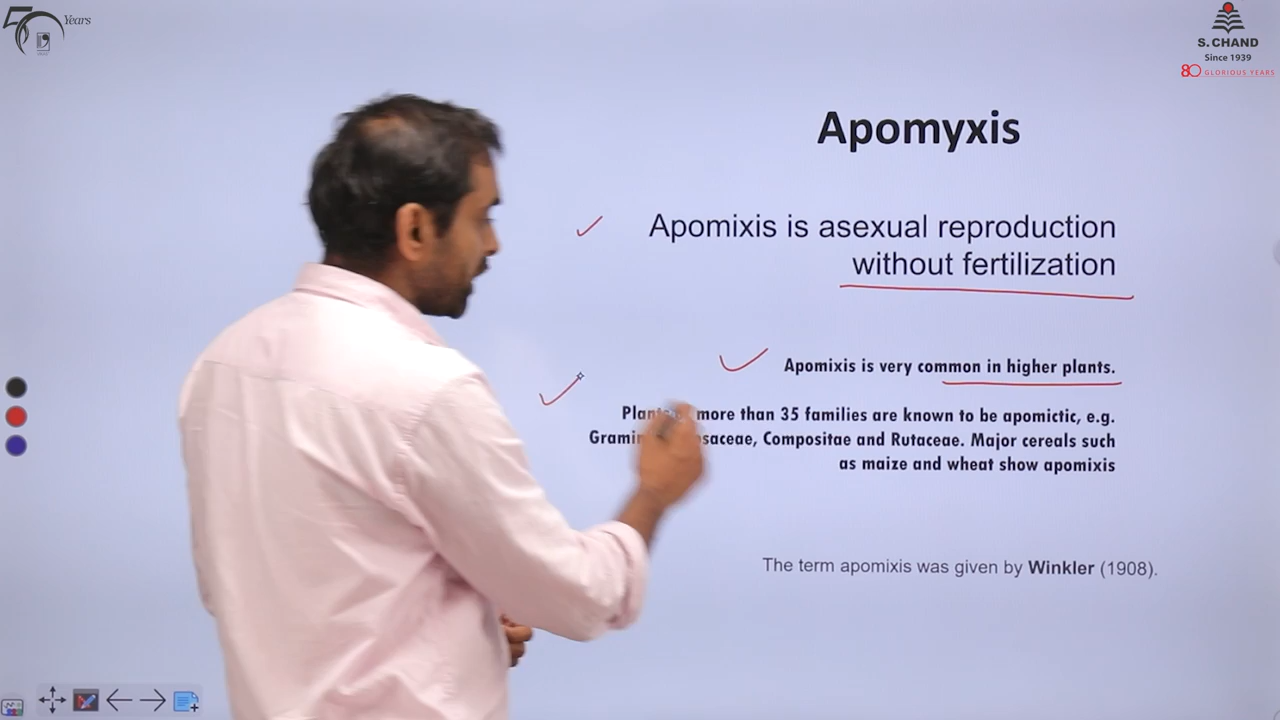 50 Years
S. CHAND
Since 1939
80 GLORIOUS YEARS
Apomyxis
Apomixis is asexual reproduction
without fertilization
Apomixis is very common in higher plants.
more than 35 families are known to be apomictic, e.g.
Compositae and Rutaceae. Major cereals such
as maize and wheat show apomixis
The term apomixis was given by Winkler (1908).